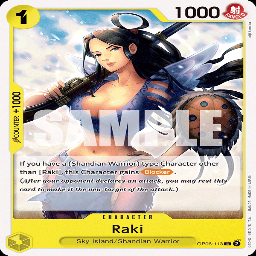 1
1000
Counter +1000
SAMPLE
If you have a {Shandian Warrior} type Character other
than [Raki], this Character gains Blocker.
(After your opponent declares an attack, you may rest this
card to make it the new target of the attack.)
CHARACTER
Raki
Sky Island/Shandian Warrior